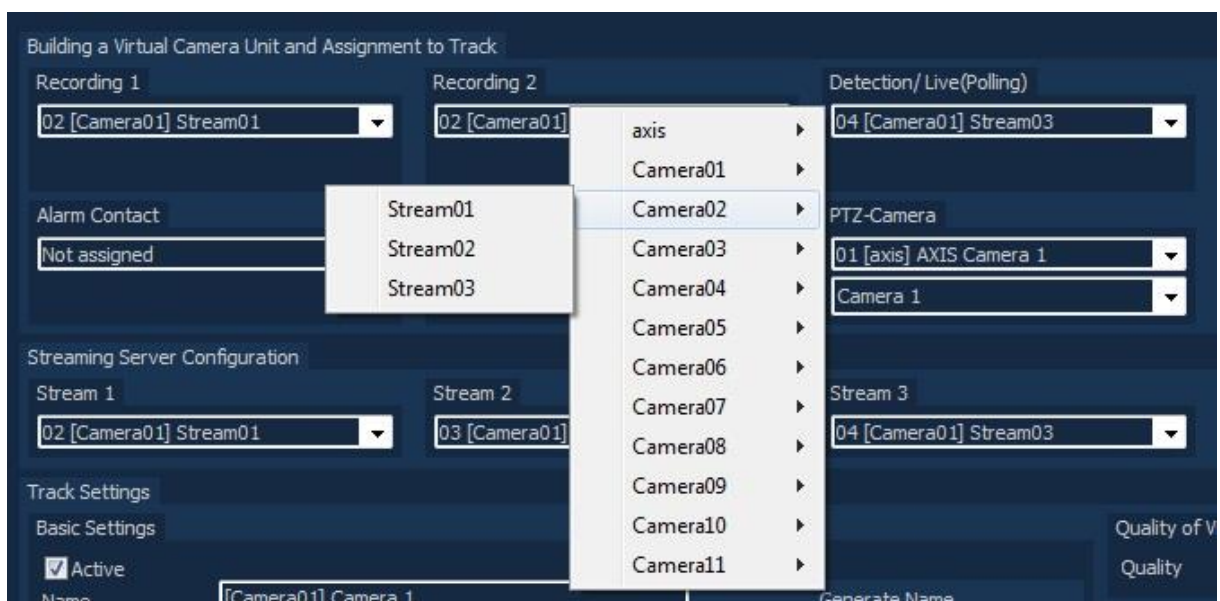 Building a Virtual Camera Unit and Assignment to Track
Recording 1
Recording 2
Detection/ Live(Polling)
02 [Camera01] Stream01
02 [Camera01]
04 [Camera01] Stream03
axis
Camera01
Camera02
Camera03
Camera04
Camera05
Camera06
Camera07
Camera08
Camera09
Camera10
Camera11
Stream01
Stream02
Stream03
Alarm Contact
Not assigned
PTZ-Camera
01 [axis] AXIS Camera 1
Camera 1
Streaming Server Configuration
Stream 1
Stream 2
Stream 3
02 [Camera01] Stream01
03 [Camera01]
04 [Camera01] Stream03
Track Settings
Basic Settings
Quality of V
Active
Quality
Name
[Camera01] Camera 1
Generate Name